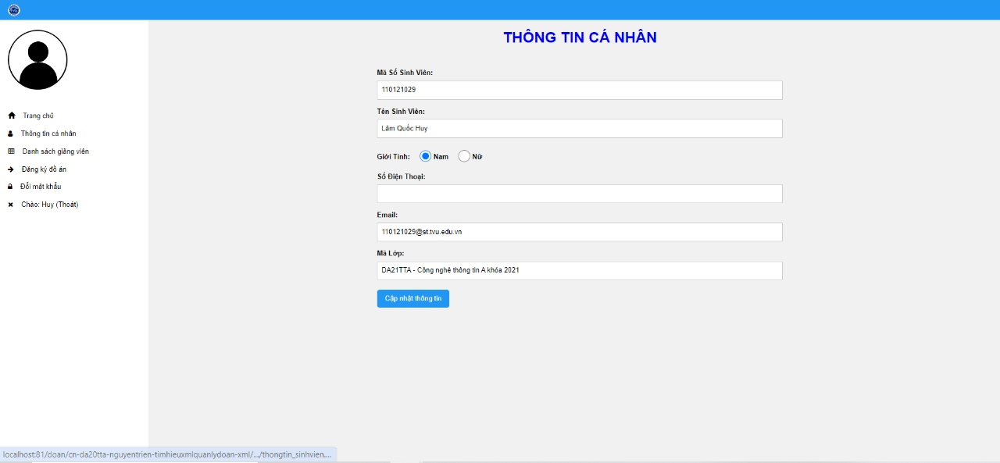 THÔNG TIN CÁ NHÂN
Trang chủ
Thông tin cá nhân
Danh sách giảng viên
Đăng ký đồ án
Đổi mật khẩu
Chào: Huy (Thoát)
Mã Số Sinh Viên:
110121029
Tên Sinh Viên:
Lâm Quốc Huy
Giới Tính: Nam Nữ
Số Điện Thoại:
Email:
110121029@st.tvu.edu.vn
Mã Lớp:
DA21TTA - Công nghệ thông tin A khóa 2021
Cập nhật thông tin
localhost:81/doan/cn-da20tta-nguyentrien-timhieuxmlquanlydoan-xml/.../thongtin_sinhvien....